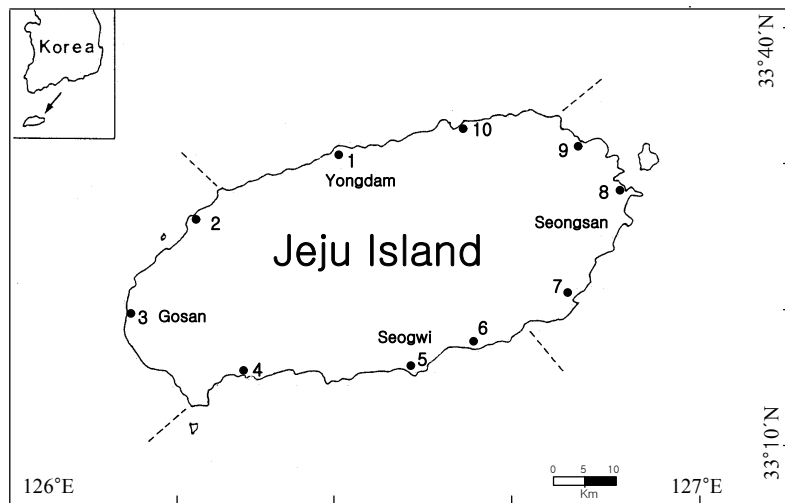 Korea
33°40´N
10
1
9
Yongdam
8
2
Seongsan
Jeju Island
7
3
Gosan
Seogwi
6
5
4
33°10´N
0 5 10
Km
126°E
127°E